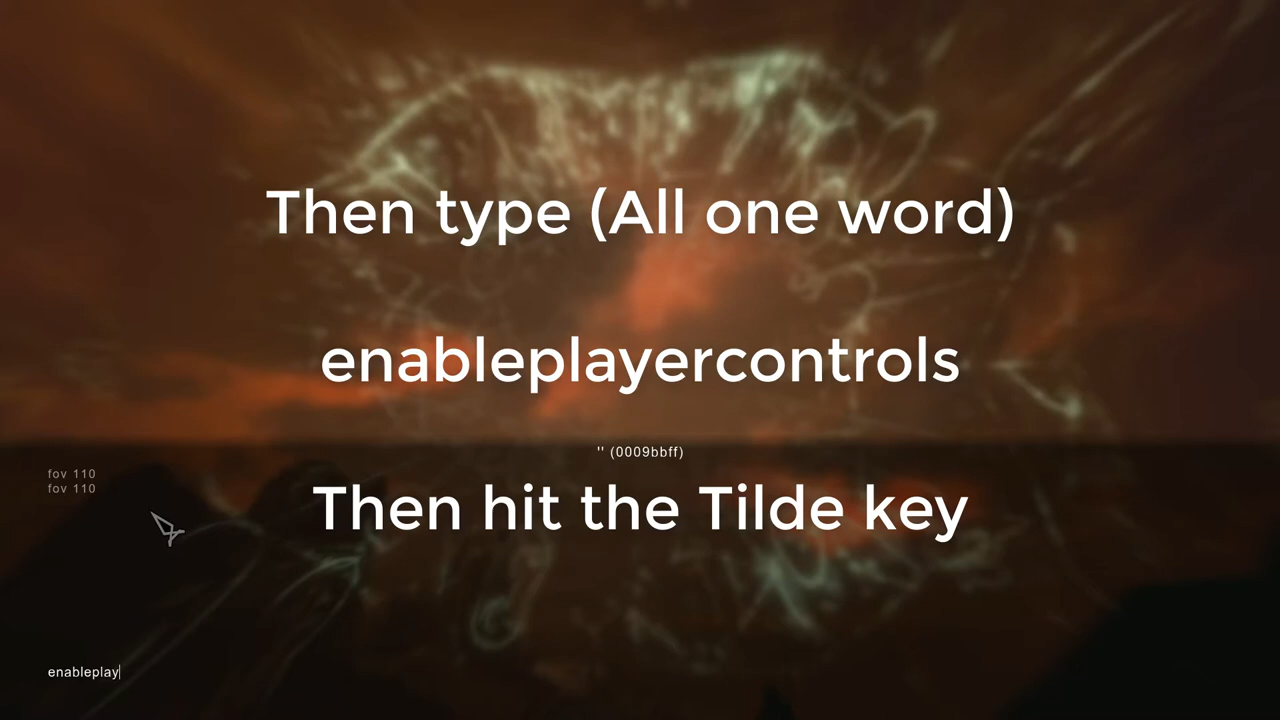 Then type (All one word)
enableplayercontrols
'' (0009bbff)
fov 110
fov 110
Then hit the Tilde key
enableplay